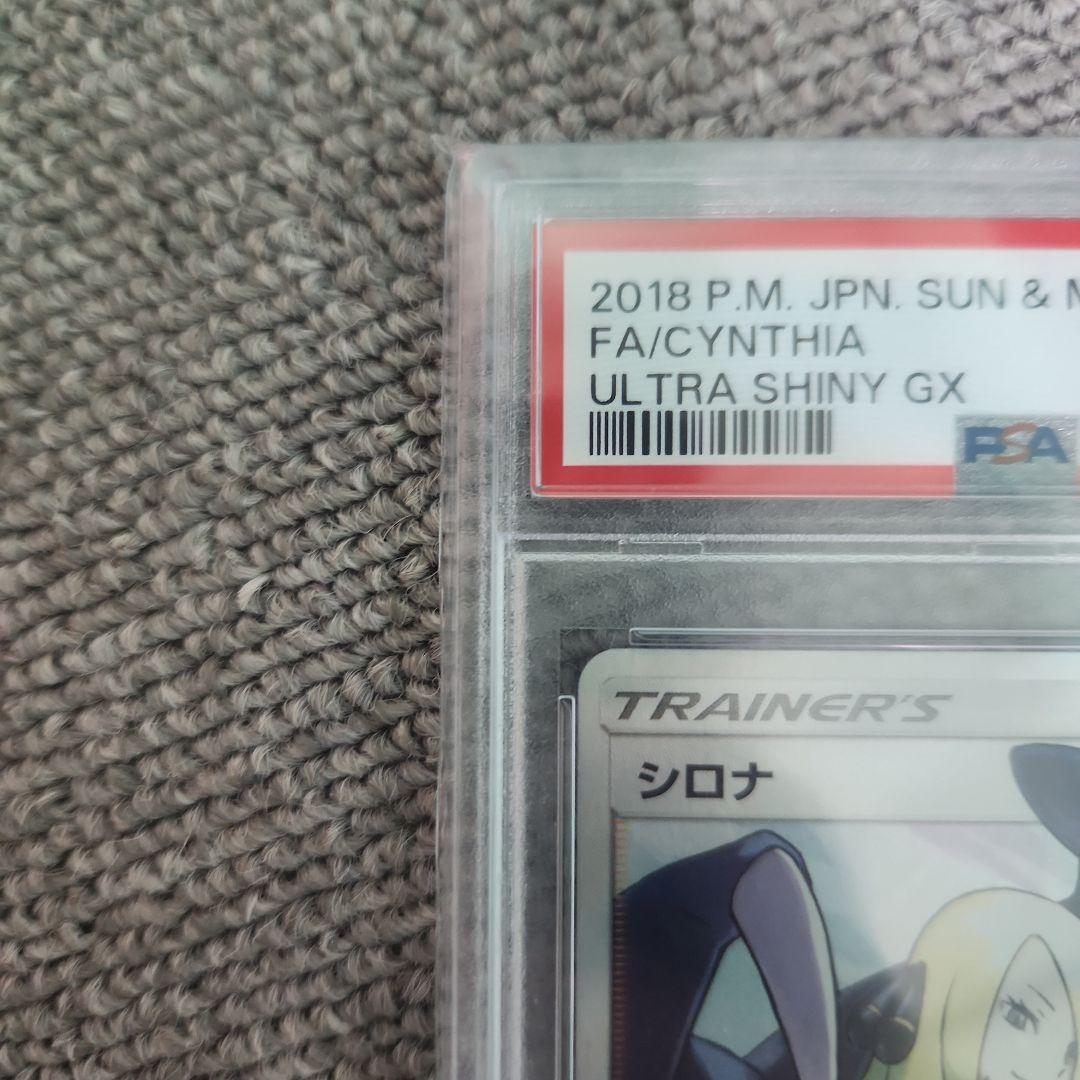 2018 P.M. JPN. SUN & M
FA/CYNTHIA
ULTRA SHINY GX
PSA
TRAINER'S
シロナ